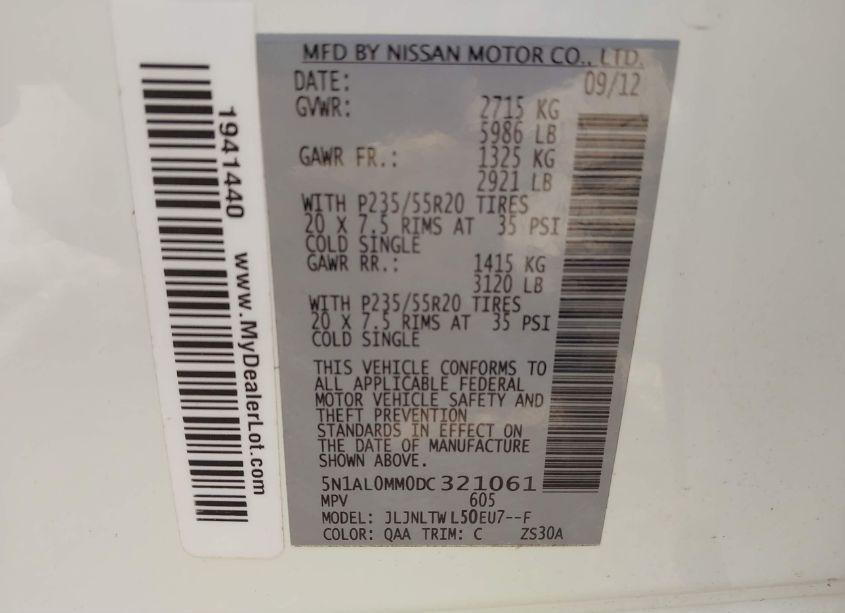 1941440 www.MyDealerLot.com
MFD BY NISSAN MOTOR CO., LTD.
DATE: 09/12
GVWR: 2715 KG
5986 LB
GAWR FR.: 1325 KG
2921 LB
WITH P235/55R20 TIRES
20 X 7.5 RIMS AT 35 PSI
COLD SINGLE
GAWR RR.: 1415 KG
3120 LB
WITH P235/55R20 TIRES
20 X 7.5 RIMS AT 35 PSI
COLD SINGLE
THIS VEHICLE CONFORMS TO
ALL APPLICABLE FEDERAL
MOTOR VEHICLE SAFETY AND
THEFT PREVENTION
STANDARDS IN EFFECT ON
THE DATE OF MANUFACTURE
SHOWN ABOVE.
5N1AL0MM0DC321061
MPV 605
MODEL: JLJNLTWL50EU7--F
COLOR: QAA TRIM: C ZS30A